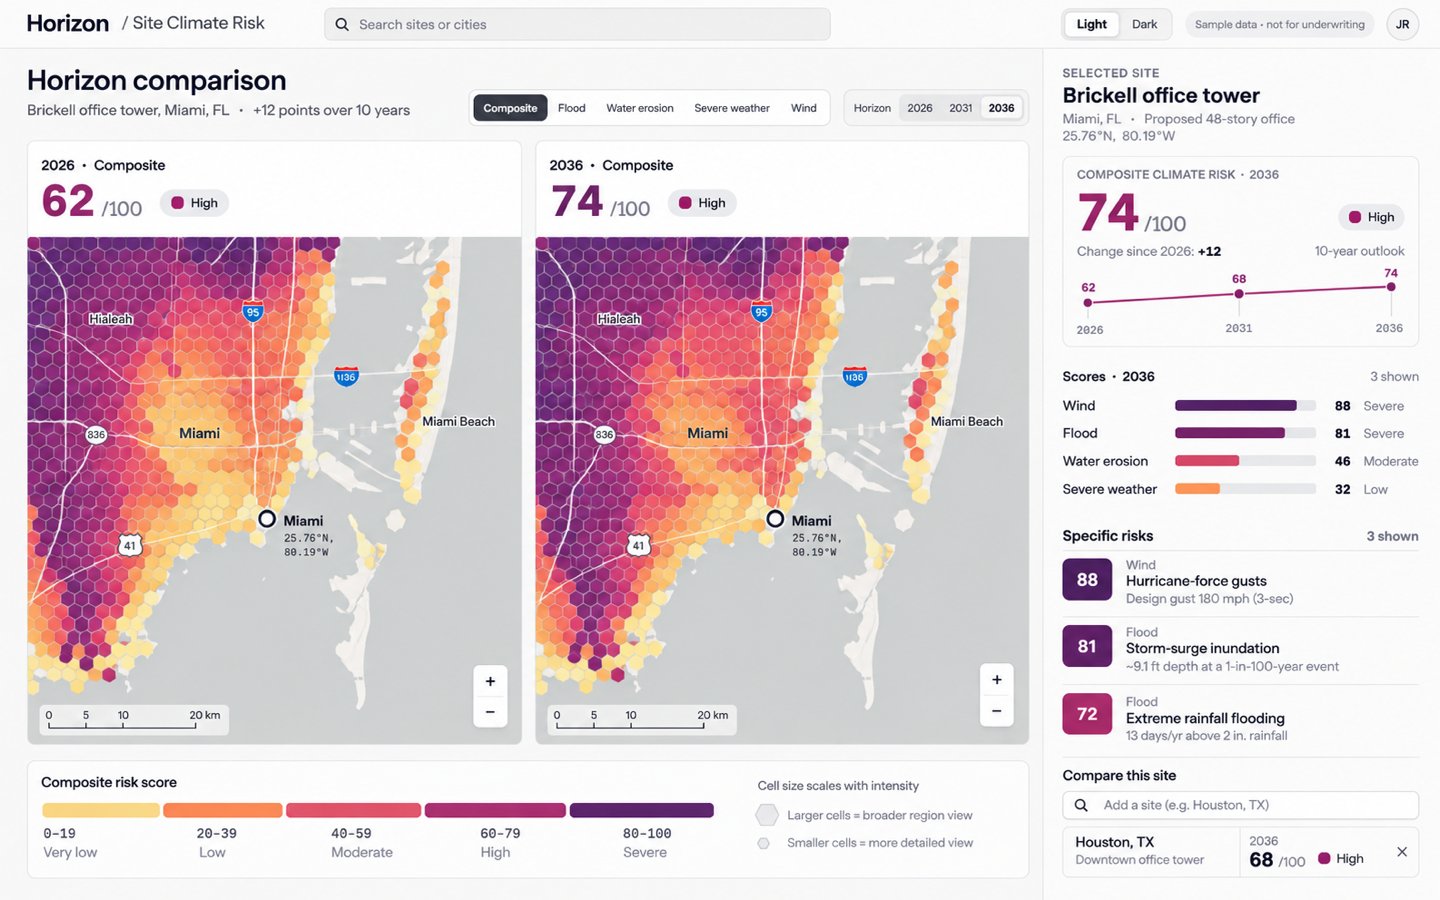 Horizon / Site Climate Risk
Search sites or cities
Light
Dark
Sample data • not for underwriting
JR
Horizon comparison
Brickell office tower, Miami, FL • +12 points over 10 years
Composite
Flood
Water erosion
Severe weather
Wind
Horizon
2026
2031
2036
2026 • Composite
62 /100
High
Hialeah
95
1136
836
Miami
Miami Beach
Miami
25.76°N,
80.19°W
41
+
−
0 5 10 20 km
2036 • Composite
74 /100
High
Hialeah
95
1136
836
Miami
Miami Beach
Miami
25.76°N,
80.19°W
41
+
−
0 5 10 20 km
Composite risk score
0–19
Very low
20–39
Low
40–59
Moderate
60–79
High
80–100
Severe
Cell size scales with intensity
Larger cells = broader region view
Smaller cells = more detailed view
SELECTED SITE
Brickell office tower
Miami, FL • Proposed 48-story office
25.76°N, 80.19°W
COMPOSITE CLIMATE RISK • 2036
74 /100
High
Change since 2026: +12
10-year outlook
62
68
74
2026
2031
2036
Scores • 2036
3 shown
Wind 88 Severe
Flood 81 Severe
Water erosion 46 Moderate
Severe weather 32 Low
Specific risks
3 shown
88
Wind
Hurricane-force gusts
Design gust 180 mph (3-sec)
81
Flood
Storm-surge inundation
~9.1 ft depth at a 1-in-100-year event
72
Flood
Extreme rainfall flooding
13 days/yr above 2 in. rainfall
Compare this site
Add a site (e.g. Houston, TX)
Houston, TX
Downtown office tower
2036
68 /100
High